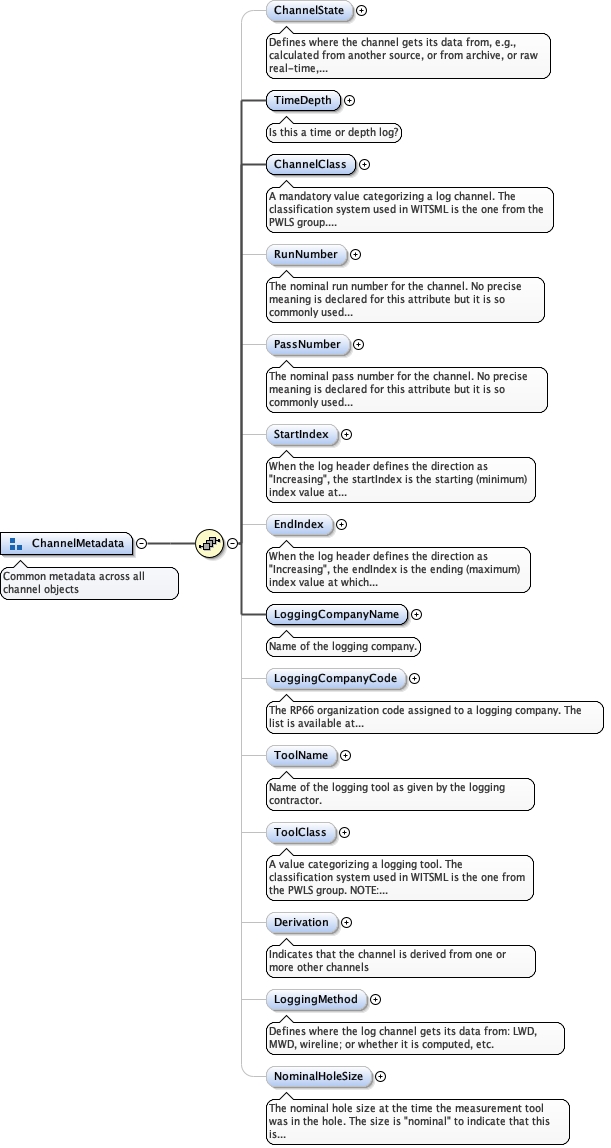 ChannelState
Defines where the channel gets its data from, e.g.,
calculated from another source, or from archive, or raw
real-time,...
TimeDepth
Is this a time or depth log?
ChannelClass
A mandatory value categorizing a log channel. The
classification system used in WITSML is the one from the
PWLS group....
RunNumber
The nominal run number for the channel. No precise
meaning is declared for this attribute but it is so
commonly used...
PassNumber
The nominal pass number for the channel. No precise
meaning is declared for this attribute but it is so
commonly used...
StartIndex
When the log header defines the direction as
"Increasing", the startIndex is the starting (minimum)
index value at...
EndIndex
When the log header defines the direction as
"Increasing", the endIndex is the ending (maximum)
index value at which...
ChannelMetadata
Common metadata across all
channel objects
LoggingCompanyName
Name of the logging company.
LoggingCompanyCode
The RP66 organization code assigned to a logging company. The
list is available at...
ToolName
Name of the logging tool as given by the logging
contractor.
ToolClass
A value categorizing a logging tool. The
classification system used in WITSML is the one from
the PWLS group. NOTE:...
Derivation
Indicates that the channel is derived from one or
more other channels
LoggingMethod
Defines where the log channel gets its data from: LWD,
MWD, wireline; or whether it is computed, etc.
NominalHoleSize
The nominal hole size at the time the measurement tool
was in the hole. The size is "nominal" to indicate that this
is...